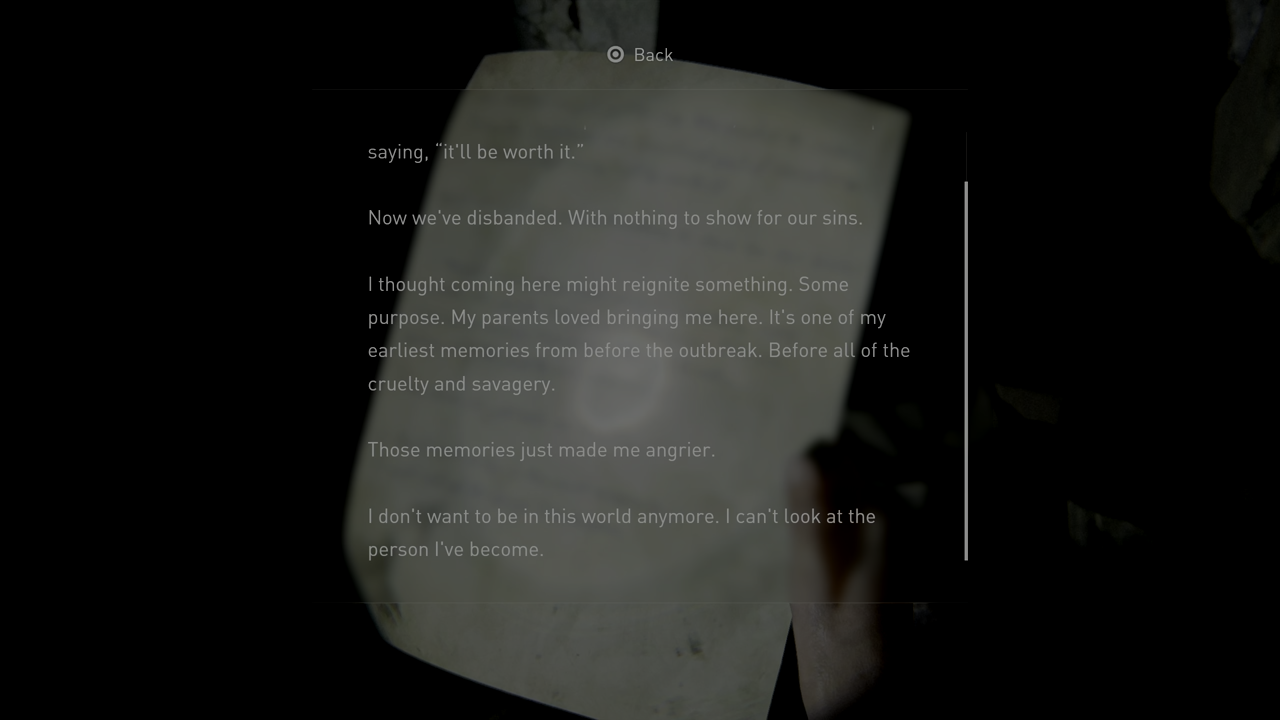 Back
saying, “it'll be worth it.”
Now we've disbanded. With nothing to show for our sins.
I thought coming here might reignite something. Some
purpose. My parents loved bringing me here. It's one of my
earliest memories from before the outbreak. Before all of the
cruelty and savagery.
Those memories just made me angrier.
I don't want to be in this world anymore. I can't look at the
person I've become.